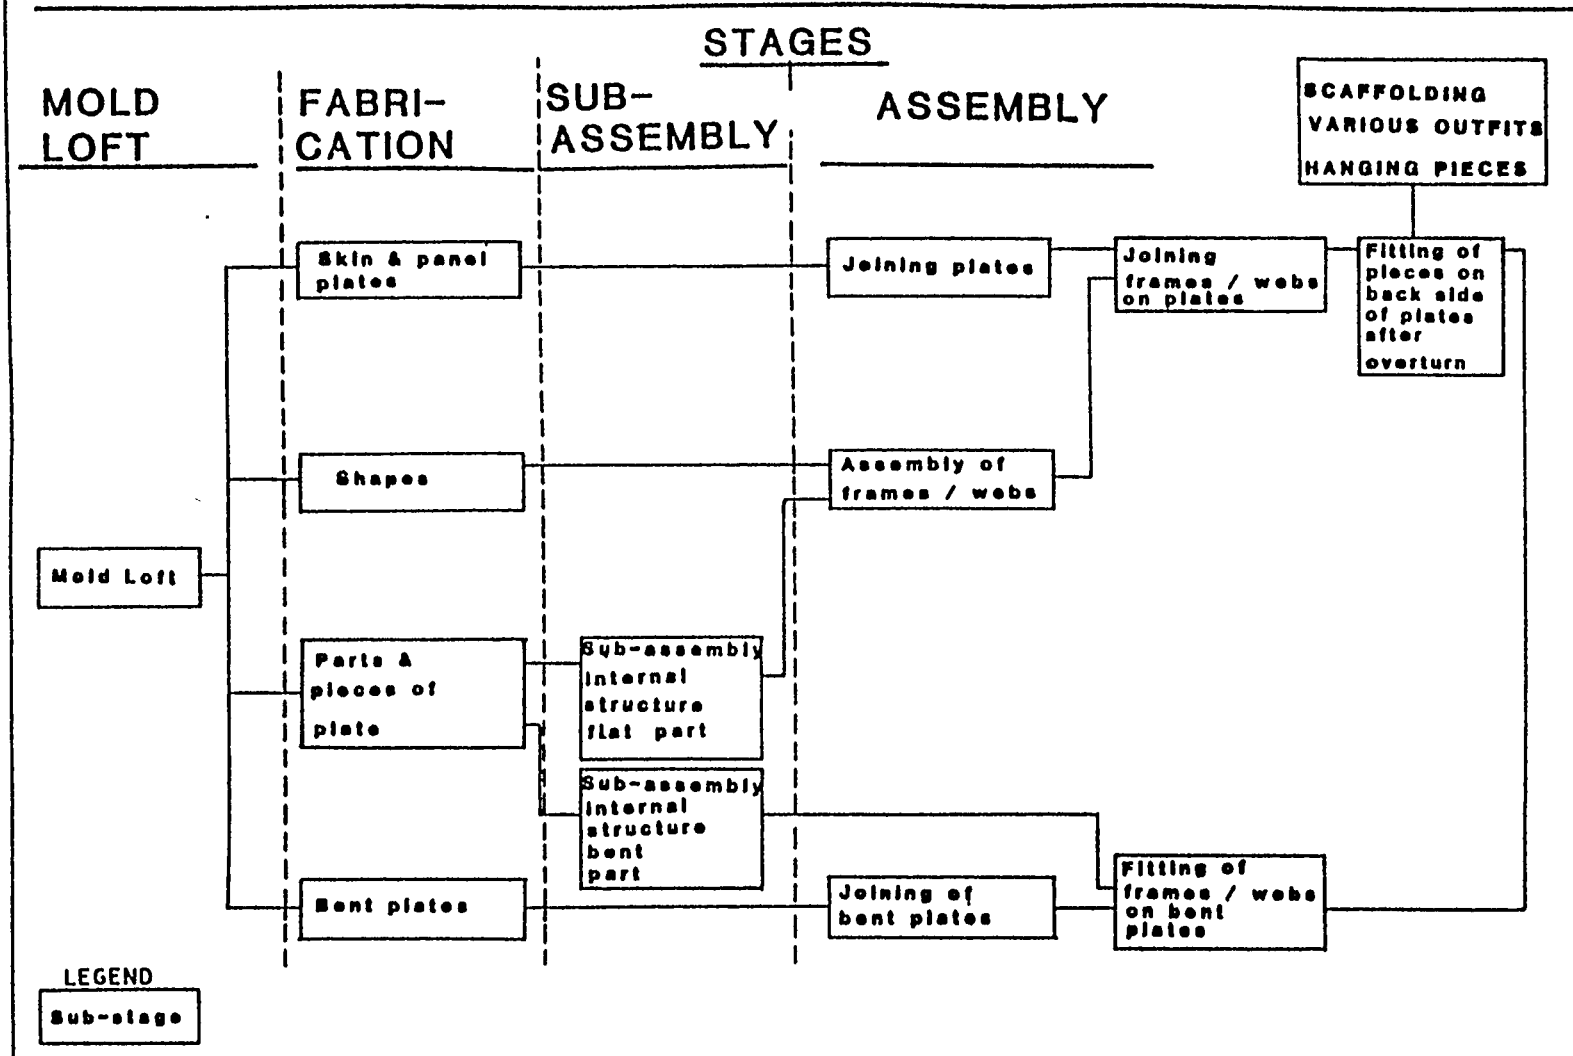 STAGES
MOLD
LOFT
FABRI-
CATION
SUB-
ASSEMBLY
ASSEMBLY
SCAFFOLDING
VARIOUS OUTFITS
HANGING PIECES
Skin & panel
plates
Joining plates
Joining
frames / webs
on plates
Fitting of
pieces on
back side
of plates
after
overturn
Shapes
Assembly of
frames / webs
Mold Loft
Parts &
pieces of
plate
Sub-assembly
internal
structure
flat part
Sub-assembly
internal
structure
bent
part
Bent plates
Joining of
bent plates
Fitting of
frames / webs
on bent
plates
LEGEND
Sub-stage